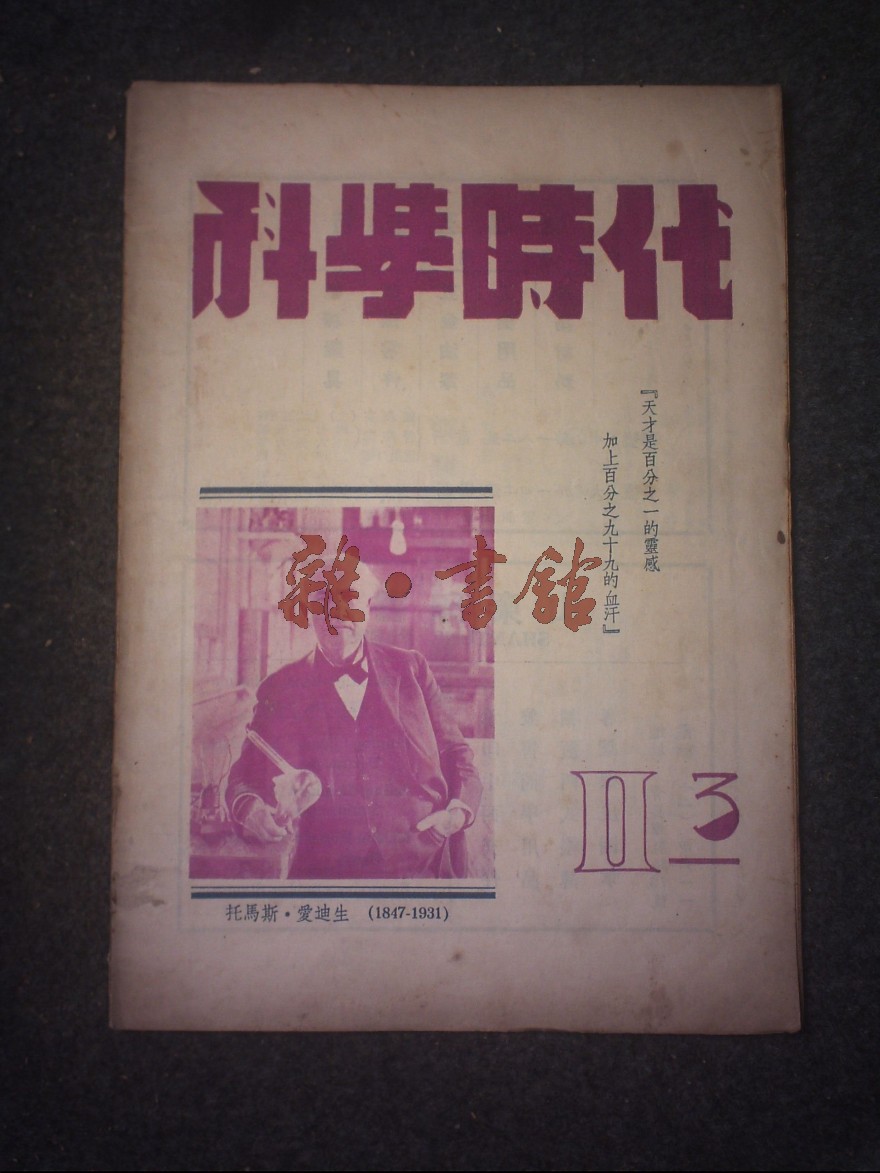 科學時代
『天才是百分之一的靈感
加上百分之九十九的血汗』
雜·書館
II 3
托馬斯·愛迪生 (1847-1931)